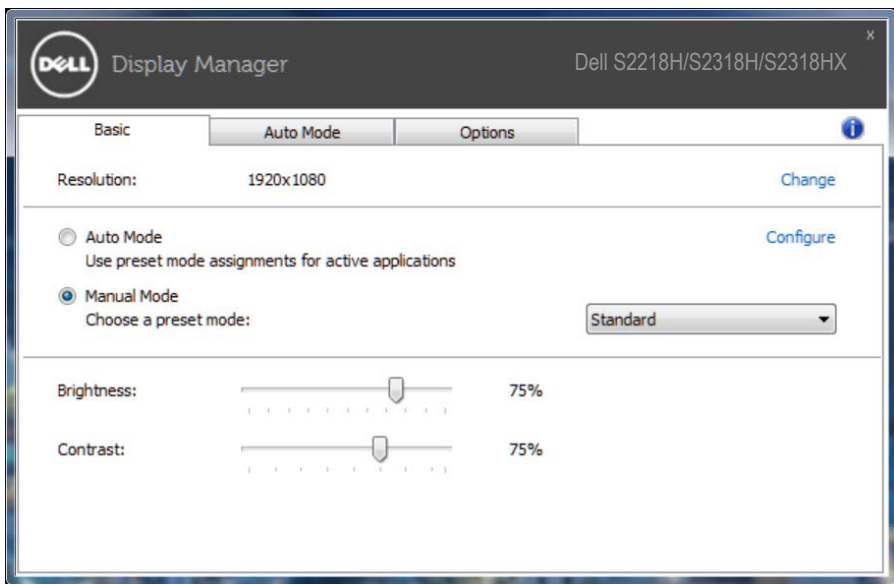 DELL Display Manager Dell S2218H/S2318H/S2318HX x
Basic Auto Mode Options i
Resolution: 1920x1080 Change
Auto Mode Configure
Use preset mode assignments for active applications
Manual Mode
Choose a preset mode: Standard
Brightness: 75%
Contrast: 75%